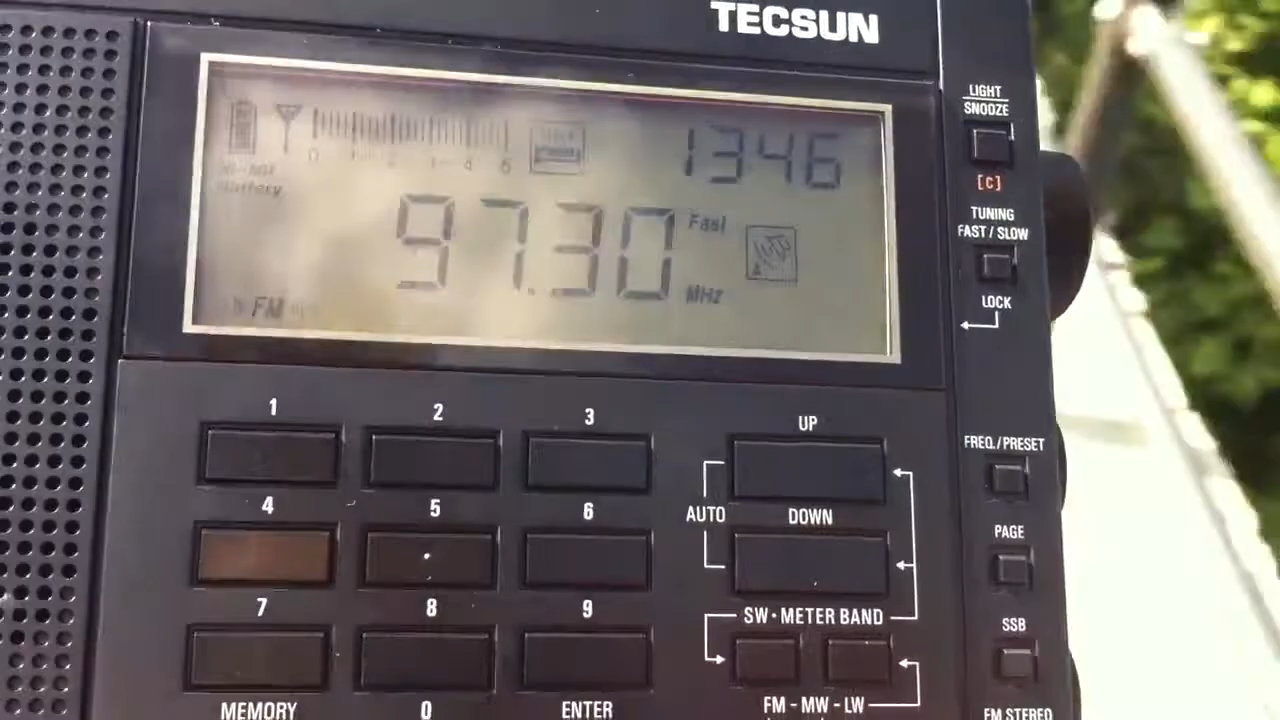 TECSUN
LIGHT
SNOOZE
1346
[C]
Battery
TUNING
FAST / SLOW
97.30
Fast
MHz
FM
LOCK
1
2
3
UP
FREQ./PRESET
4
5
6
AUTO
DOWN
PAGE
7
8
9
SW·METER BAND
SSB
MEMORY
0
ENTER
FM - MW - LW
FM STEREO